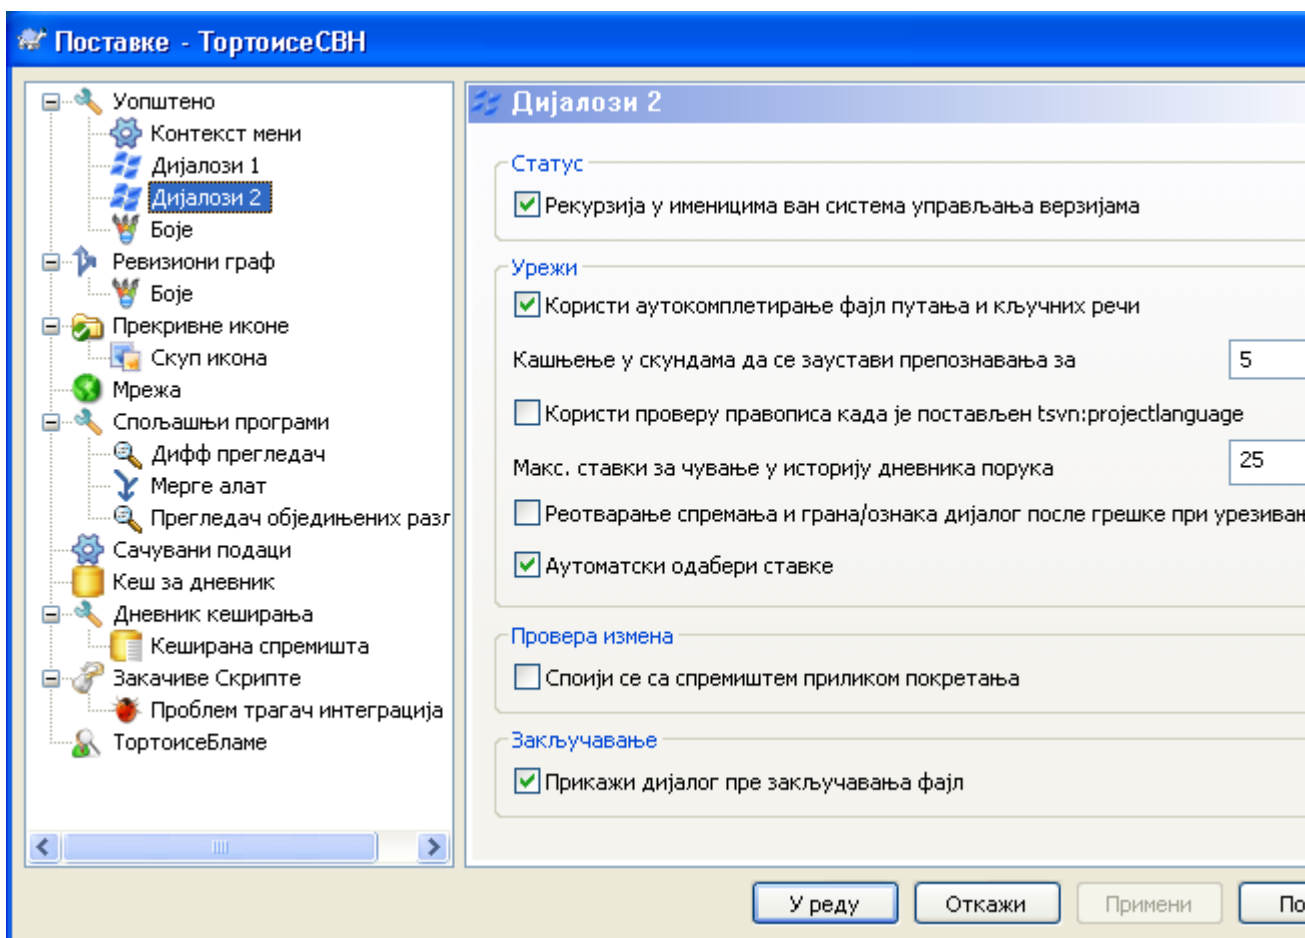 Поставке - ТортоисеСВН
Уопштено
Контекст мени
Дијалози 1
Дијалози 2
Боје
Ревизиони граф
Боје
Прекривне иконе
Скуп икона
Мрежа
Спољашњи програми
Дифф прегледач
Мерге алат
Прегледач обједињених разг
Сачувани подаци
Кеш за дневник
Дневник кеширања
Кеширана спремишта
Закачиве Скрипте
Проблем трагач интеграција
ТортоисеБламе
Дијалози 2
Статус
Рекурзија у именицима ван система управљања верзијама
Урежи
Користи аутокомплетирање фајл путања и кључних речи
Кашњење у скундама да се заустави препознавања за 5
Користи проверу правописа када је постављен tsvn:projectlanguage
Макс. ставки за чување у историју дневника порука 25
Реотварање спремања и грана/ознака дијалог после грешке при урезивањ
Аутоматски одабери ставке
Провера измена
Споији се са спремиштем приликом покретања
Закључавање
Прикажи дијалог пре закључавања фајл
У реду Откажи Примени По